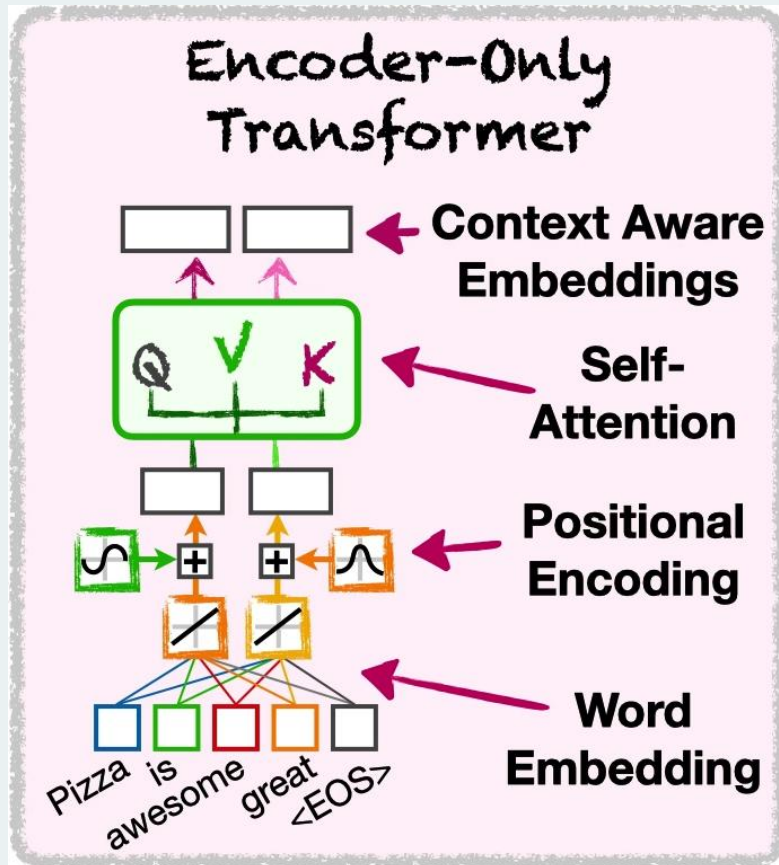 Encoder-Only
Transformer
Context Aware
Embeddings
Q V K
Self-
Attention
Positional
Encoding
+ +
Word
Embedding
Pizza
is
awesome
great
<EOS>